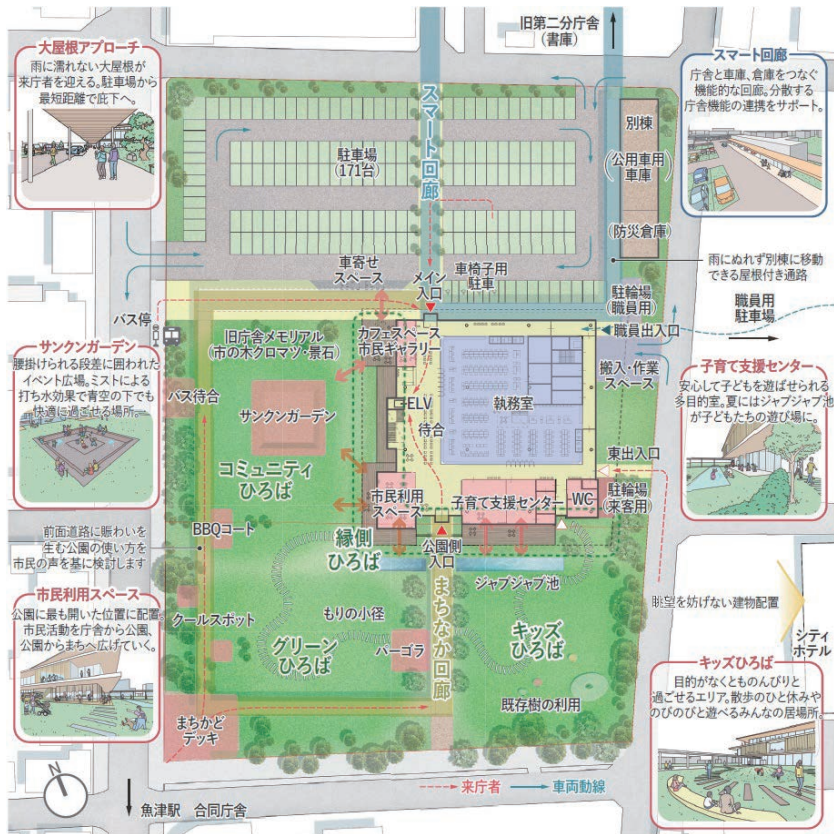 旧第二分庁舎
(書庫)
大屋根アプローチ
雨に濡れない大屋根が
来庁者を迎える。駐車場から
最短距離で庇下へ。
スマート回廊
庁舎と車庫、倉庫をつなぐ
機能的な回廊。分散する
庁舎機能の連携をサポート。
スマート回廊
駐車場
(171台)
別棟
(公用車用
車庫)
(防災倉庫)
雨にぬれず別棟に移動
できる屋根付き通路
車寄せ
スペース
メイン
入口
車椅子用
駐車
駐輪場
(職員用)
職員用
駐車場
職員出入口
バス停
旧庁舎メモリアル
(市の木クロマツ・景石)
カフェスペース
市民ギャラリー
搬入・作業
スペース
サンクンガーデン
腰掛けられる段差に囲われた
イベント広場。ミストによる
打ち水効果で青空の下でも
快適に過ごせる場所。
バス待合
サンクンガーデン
ELV
待合
執務室
子育て支援センター
安心して子どもを遊ばせられる
多目的室。夏にはジャブジャブ池
が子どもたちの遊び場に。
コミュニティ
ひろば
東出入口
市民利用
スペース
子育て支援センター
WC
駐輪場
(来客用)
BBQコート
前面道路に賑わいを
生む公園の使い方を
市民の声を基に検討します
縁側
ひろば
公園側
入口
ジャブジャブ池
市民利用スペース
公園に最も開いた位置に配置。
市民活動を庁舎から公園、
公園からまちへ広げていく。
クールスポット
もりの小径
グリーン
ひろば
パーゴラ
まちなか回廊
キッズ
ひろば
眺望を妨げない建物配置
シティ
ホテル
既存樹の利用
まちかど
デッキ
キッズひろば
目的がなくとものんびりと
過ごせるエリア。散歩のひと休みや
のびのびと遊べるみんなの居場所。
N
来庁者
車両動線
魚津駅 合同庁舎